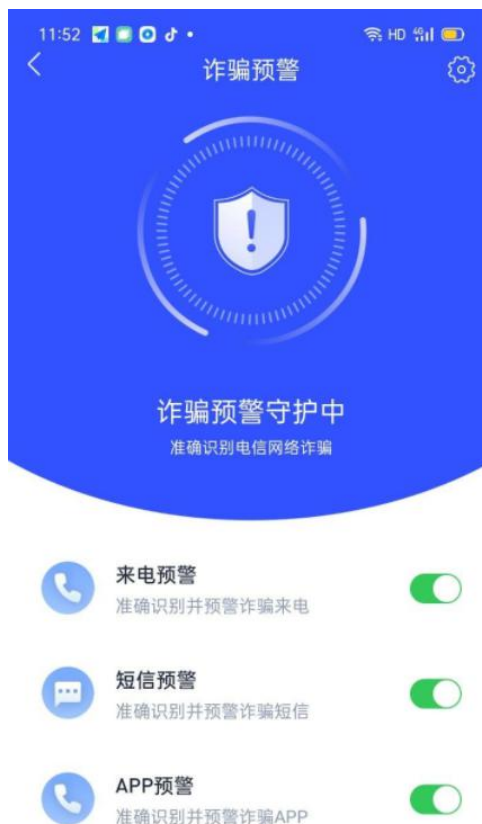 11:52 HD 4G
诈骗预警
诈骗预警守护中
准确识别电信网络诈骗
来电预警
准确识别并预警诈骗来电
短信预警
准确识别并预警诈骗短信
APP预警
准确识别并预警诈骗APP